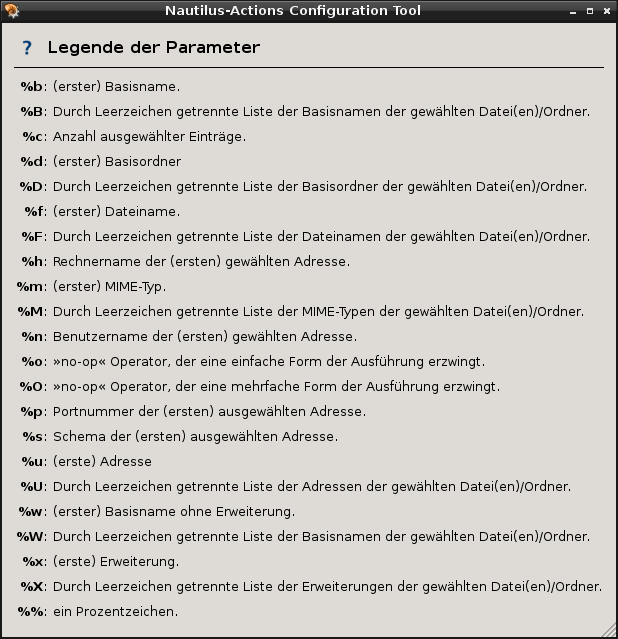 Nautilus-Actions Configuration Tool
? Legende der Parameter
%b: (erster) Basisname.
%B: Durch Leerzeichen getrennte Liste der Basisnamen der gewählten Datei(en)/Ordner.
%c: Anzahl ausgewählter Einträge.
%d: (erster) Basisordner
%D: Durch Leerzeichen getrennte Liste der Basisordner der gewählten Datei(en)/Ordner.
%f: (erster) Dateiname.
%F: Durch Leerzeichen getrennte Liste der Dateinamen der gewählten Datei(en)/Ordner.
%h: Rechnername der (ersten) gewählten Adresse.
%m: (erster) MIME-Typ.
%M: Durch Leerzeichen getrennte Liste der MIME-Typen der gewählten Datei(en)/Ordner.
%n: Benutzername der (ersten) gewählten Adresse.
%o: »no-op« Operator, der eine einfache Form der Ausführung erzwingt.
%O: »no-op« Operator, der eine mehrfache Form der Ausführung erzwingt.
%p: Portnummer der (ersten) ausgewählten Adresse.
%s: Schema der (ersten) ausgewählten Adresse.
%u: (erste) Adresse
%U: Durch Leerzeichen getrennte Liste der Adressen der gewählten Datei(en)/Ordner.
%w: (erster) Basisname ohne Erweiterung.
%W: Durch Leerzeichen getrennte Liste der Basisnamen der gewählten Datei(en)/Ordner.
%x: (erste) Erweiterung.
%X: Durch Leerzeichen getrennte Liste der Erweiterungen der gewählten Datei(en)/Ordner.
%%: ein Prozentzeichen.